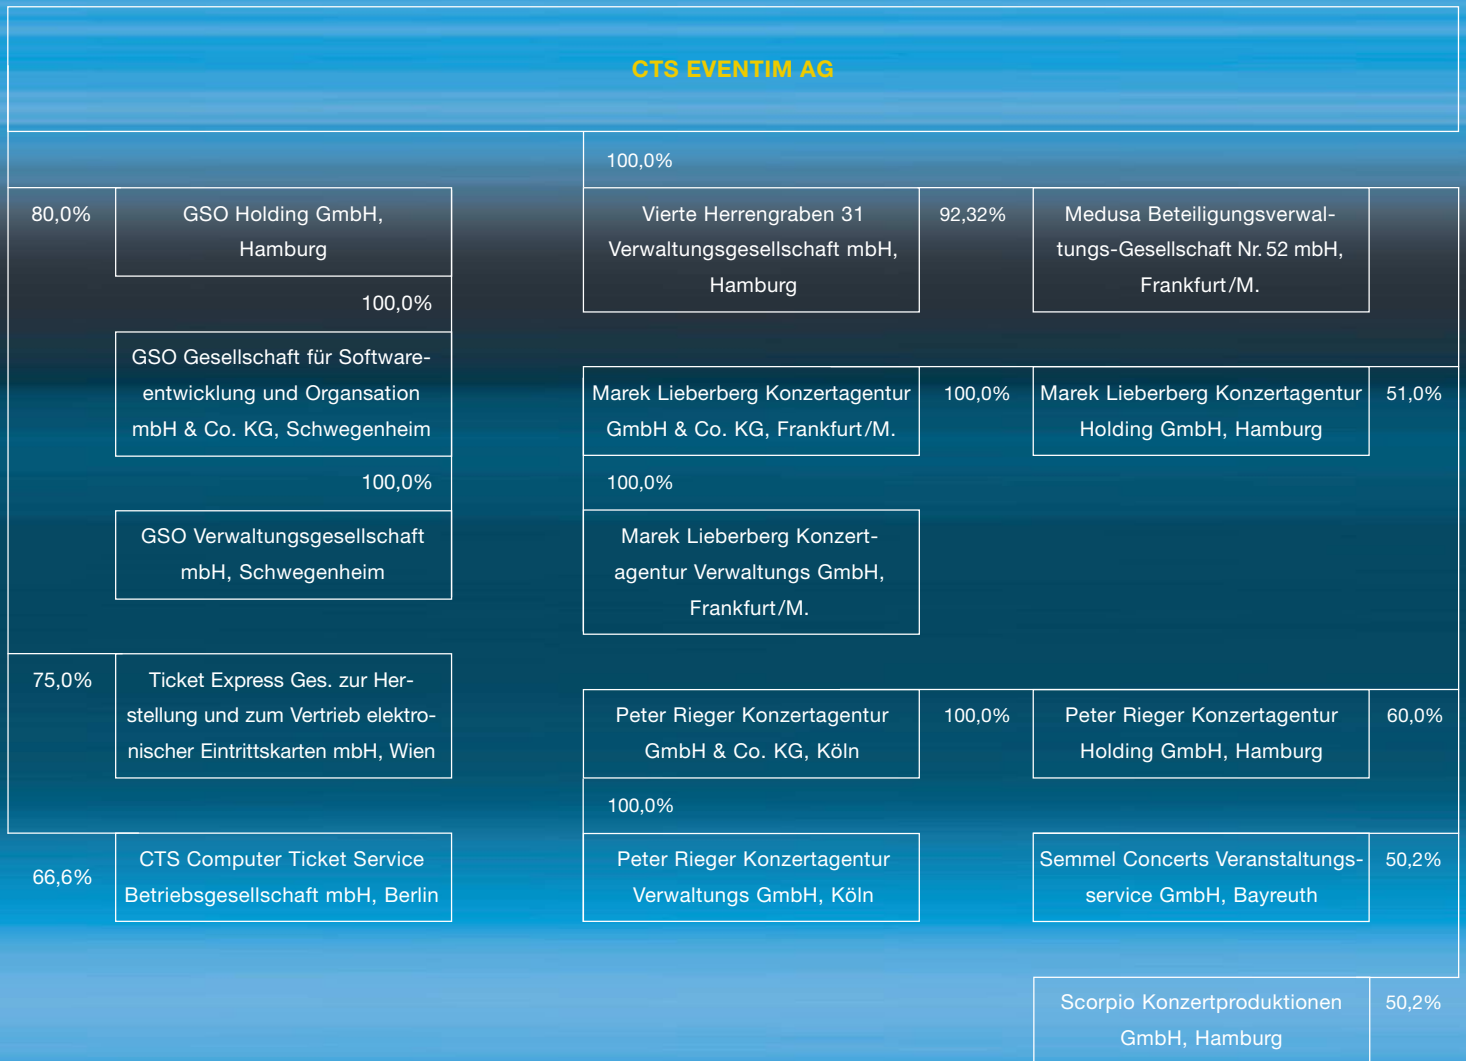 CTS EVENTIM AG
100,0%
80,0%
GSO Holding GmbH,
Hamburg
100,0%
GSO Gesellschaft für Software-
entwicklung und Organsation
mbH & Co. KG, Schwegenheim
100,0%
GSO Verwaltungsgesellschaft
mbH, Schwegenheim
75,0%
Ticket Express Ges. zur Her-
stellung und zum Vertrieb elektro-
nischer Eintrittskarten mbH, Wien
66,6%
CTS Computer Ticket Service
Betriebsgesellschaft mbH, Berlin
Vierte Herrengraben 31
Verwaltungsgesellschaft mbH,
Hamburg
92,32%
Medusa Beteiligungsverwal-
tungs-Gesellschaft Nr. 52 mbH,
Frankfurt/M.
Marek Lieberberg Konzertagentur
GmbH & Co. KG, Frankfurt/M.
100,0%
Marek Lieberberg Konzertagentur
Holding GmbH, Hamburg
51,0%
100,0%
Marek Lieberberg Konzert-
agentur Verwaltungs GmbH,
Frankfurt/M.
Peter Rieger Konzertagentur
GmbH & Co. KG, Köln
100,0%
Peter Rieger Konzertagentur
Holding GmbH, Hamburg
60,0%
100,0%
Peter Rieger Konzertagentur
Verwaltungs GmbH, Köln
Semmel Concerts Veranstaltungs-
service GmbH, Bayreuth
50,2%
Scorpio Konzertproduktionen
GmbH, Hamburg
50,2%